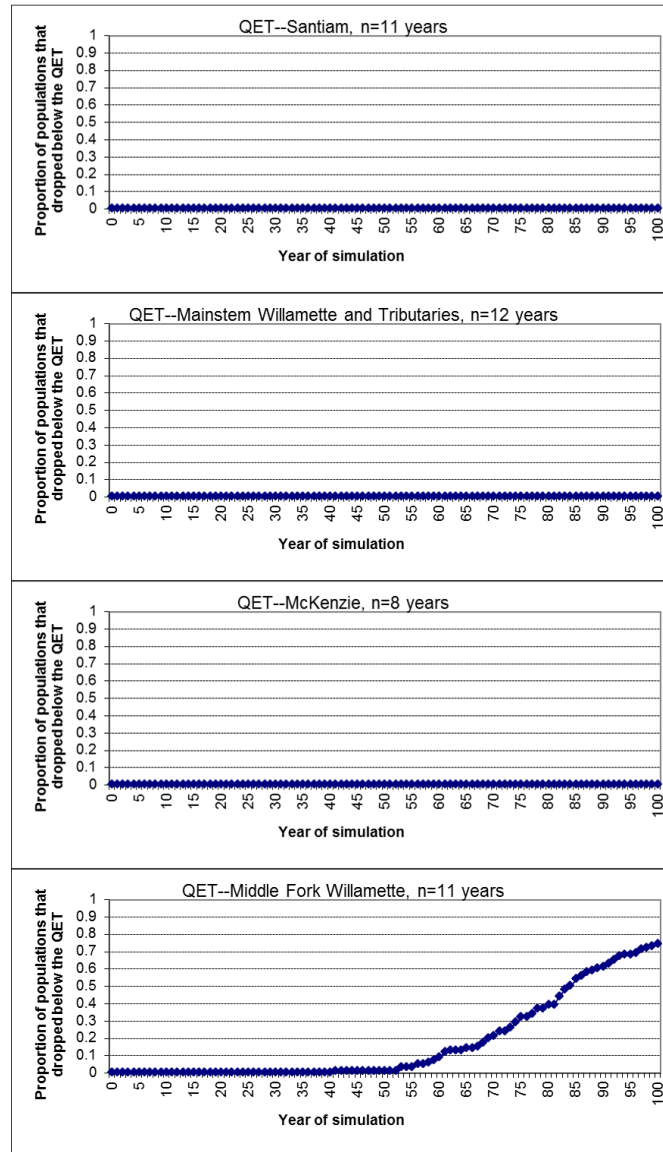 QET--Santiam, n=11 years
Proportion of populations that
dropped below the QET
1
0.9
0.8
0.7
0.6
0.5
0.4
0.3
0.2
0.1
0
0 5 10 15 20 25 30 35 40 45 50 55 60 65 70 75 80 85 90 95 100
Year of simulation
QET--Mainstem Willamette and Tributaries, n=12 years
Proportion of populations that
dropped below the QET
1
0.9
0.8
0.7
0.6
0.5
0.4
0.3
0.2
0.1
0
0 5 10 15 20 25 30 35 40 45 50 55 60 65 70 75 80 85 90 95 100
Year of simulation
QET--McKenzie, n=8 years
Proportion of populations that
dropped below the QET
1
0.9
0.8
0.7
0.6
0.5
0.4
0.3
0.2
0.1
0
0 5 10 15 20 25 30 35 40 45 50 55 60 65 70 75 80 85 90 95 100
Year of simulation
QET--Middle Fork Willamette, n=11 years
Proportion of populations that
dropped below the QET
1
0.9
0.8
0.7
0.6
0.5
0.4
0.3
0.2
0.1
0
0 5 10 15 20 25 30 35 40 45 50 55 60 65 70 75 80 85 90 95 100
Year of simulation